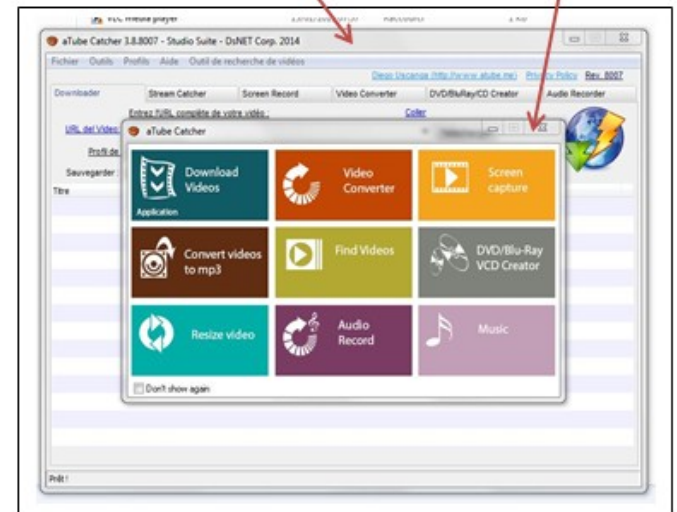 VLC media player
Raccourci
1 Ko
aTube Catcher 3.8.8007 - Studio Suite - DsNET Corp. 2014
Fichier Outils Profils Aide Outil de recherche de vidéos
Diego Uscanga (http://www.atube.me) Privacy Policy Rev. 8007
Downloader Stream Catcher Screen Record Video Converter DVD/BluRay/CD Creator Audio Recorder
Entrez l'URL complète de votre vidéo : Coller
URL del Video:
Profil de
Sauvegarder :
Titre
aTube Catcher
Download Videos
Application
Video Converter
Screen capture
Convert videos to mp3
Find Videos
DVD/Blu-Ray VCD Creator
Resize video
Audio Record
Music
Don't show again
Prêt !